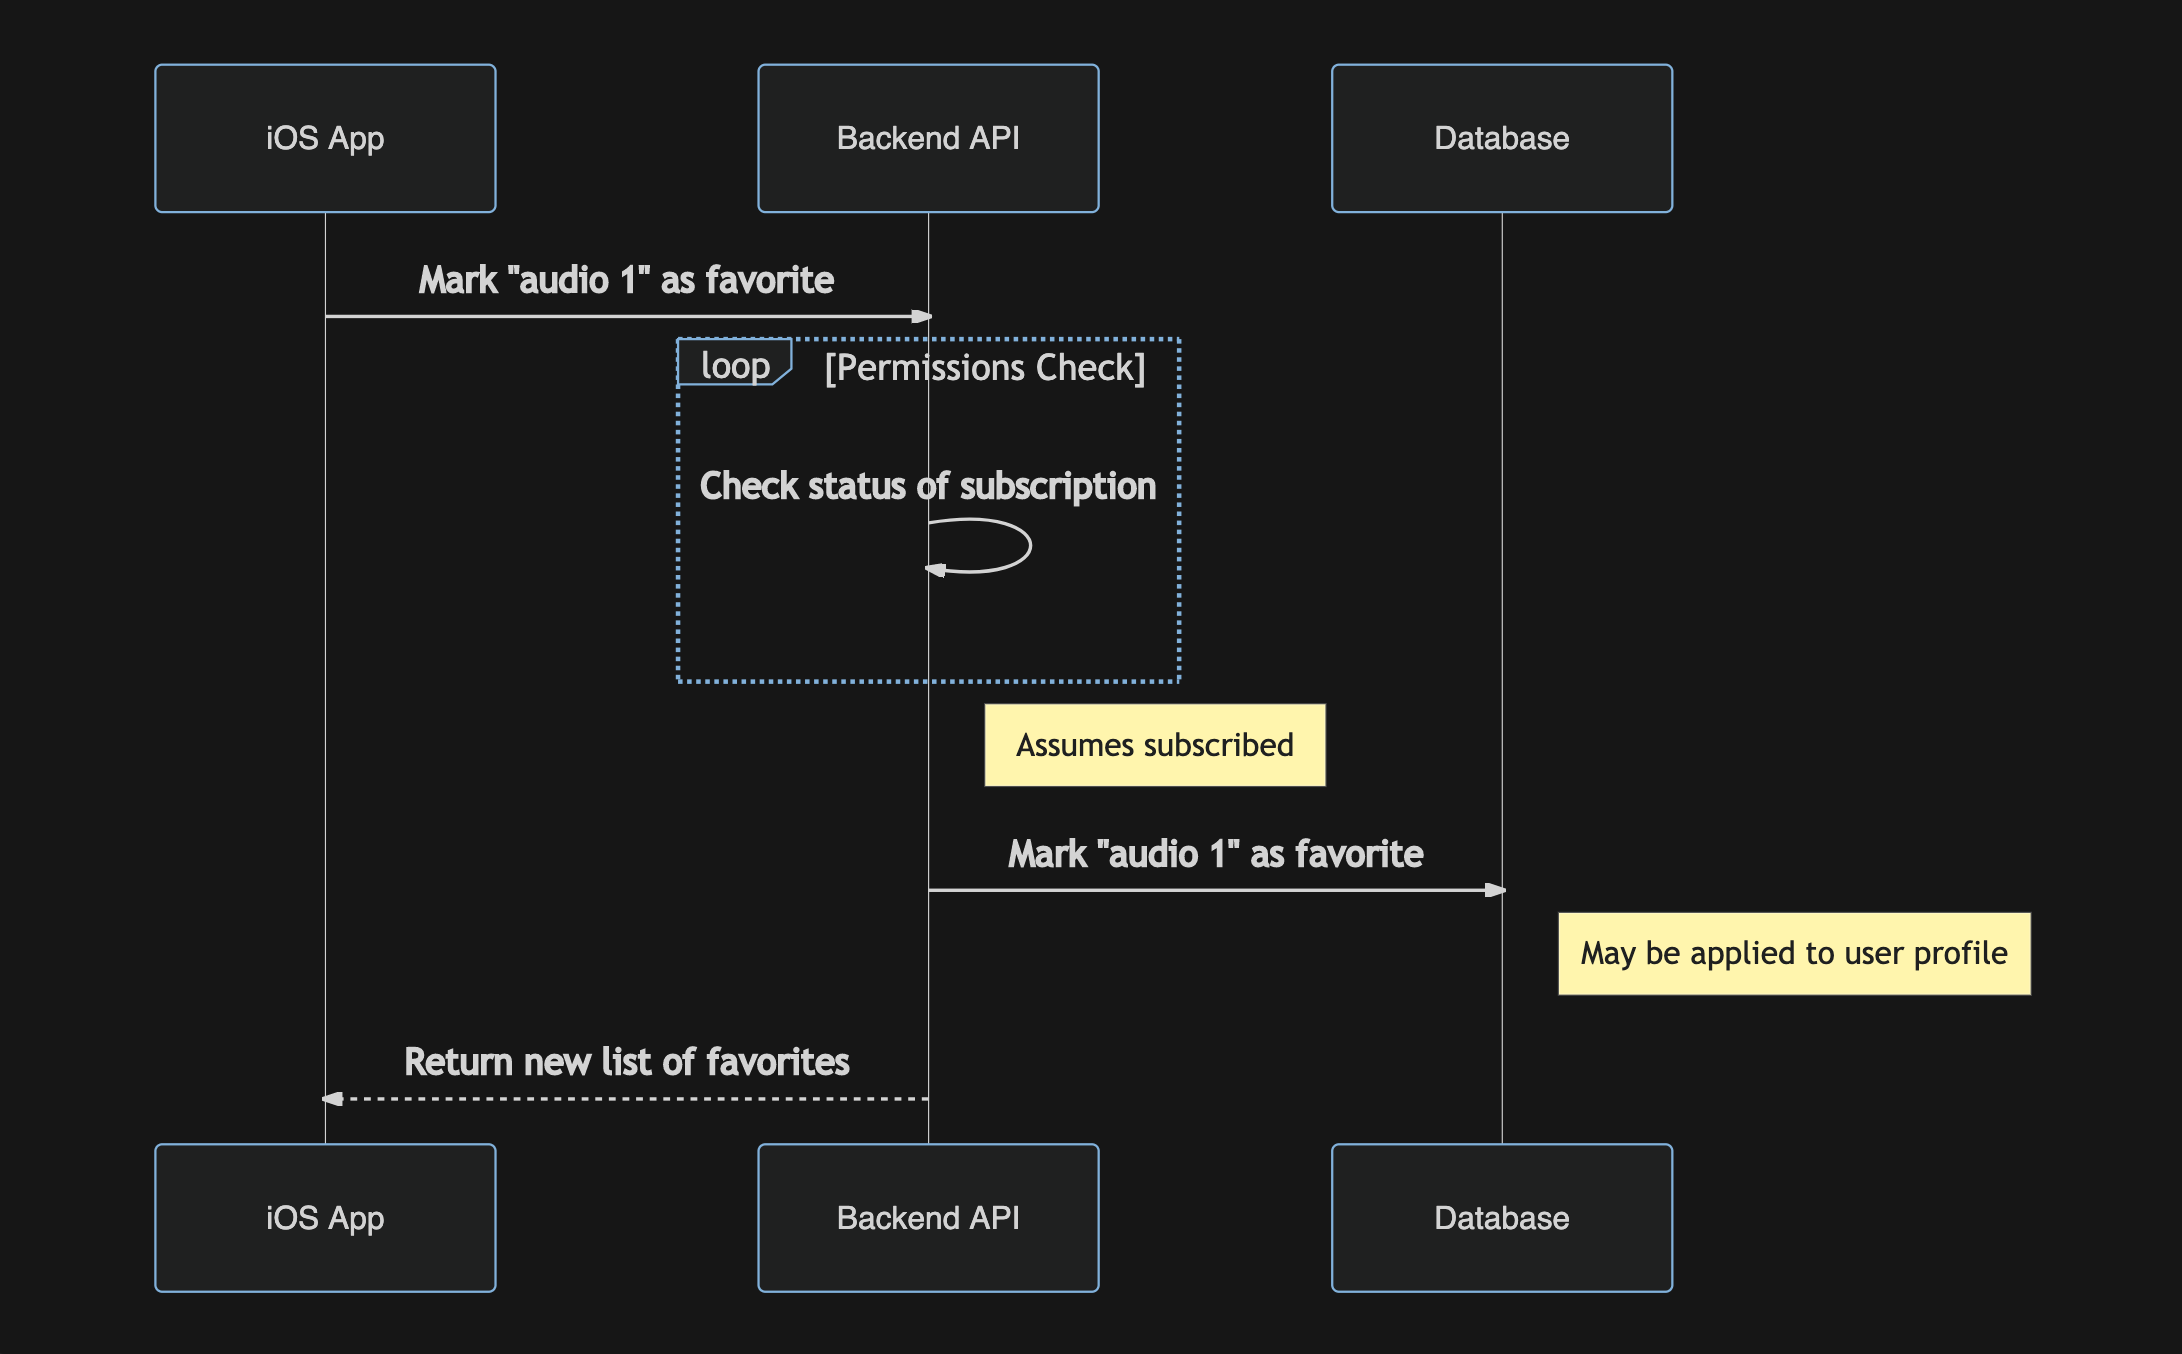 iOS App
Backend API
Database
Mark "audio 1" as favorite
loop
[Permissions Check]
Check status of subscription
Assumes subscribed
Mark "audio 1" as favorite
May be applied to user profile
Return new list of favorites
iOS App
Backend API
Database